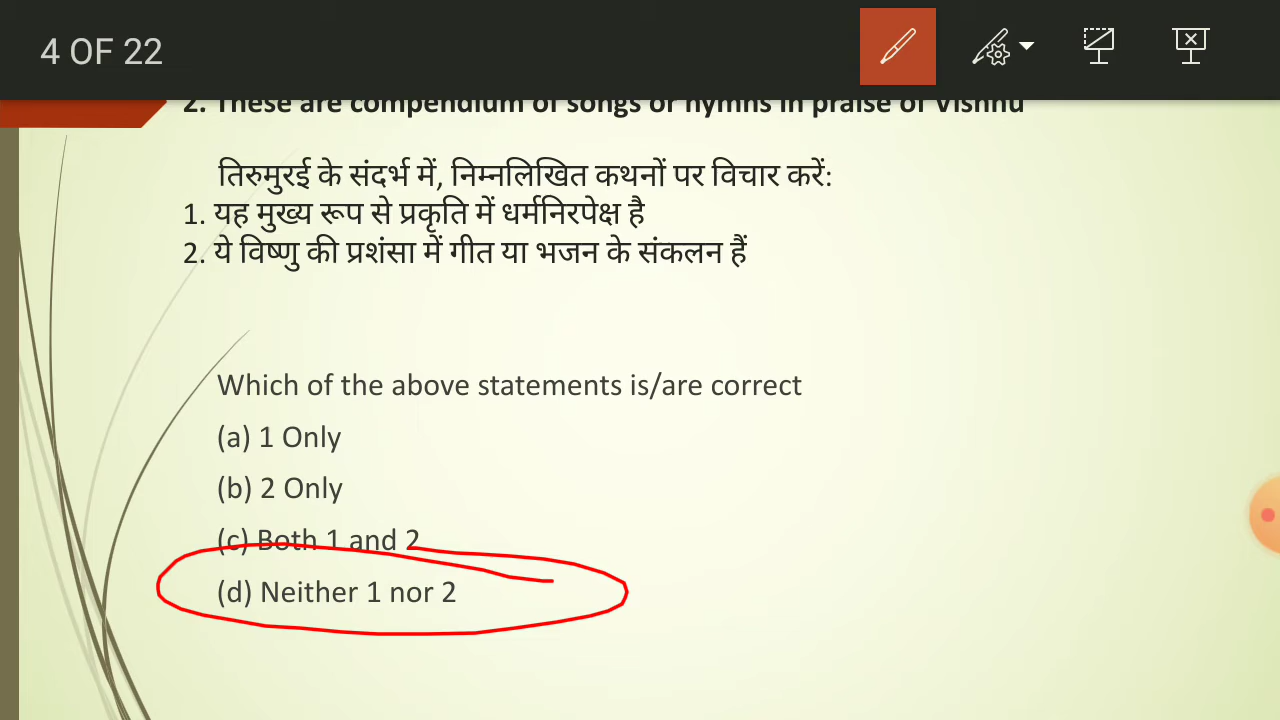 4 OF 22
2. These are compendium of songs or hymns in praise of Vishnu
तिरुमुरई के संदर्भ में, निम्नलिखित कथनों पर विचार करें:
1. यह मुख्य रूप से प्रकृति में धर्मनिरपेक्ष है
2. ये विष्णु की प्रशंसा में गीत या भजन के संकलन हैं
Which of the above statements is/are correct
(a) 1 Only
(b) 2 Only
(c) Both 1 and 2
(d) Neither 1 nor 2